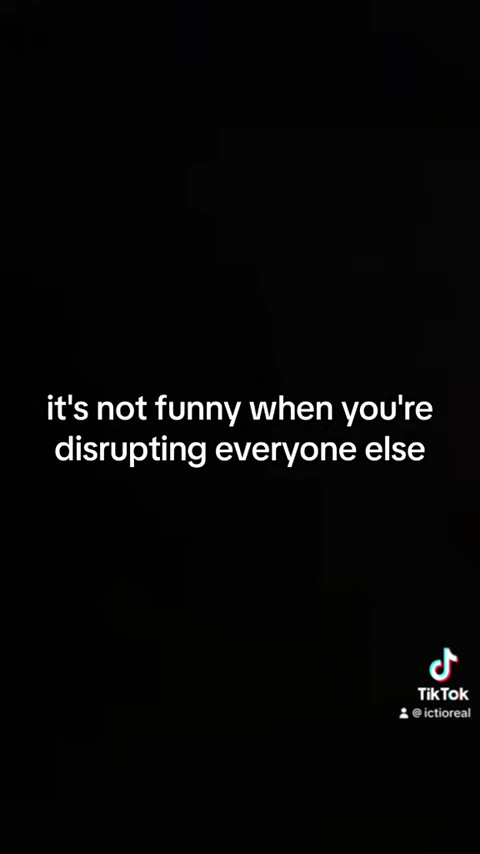 it's not funny when you're
disrupting everyone else
TikTok
@ictioreal